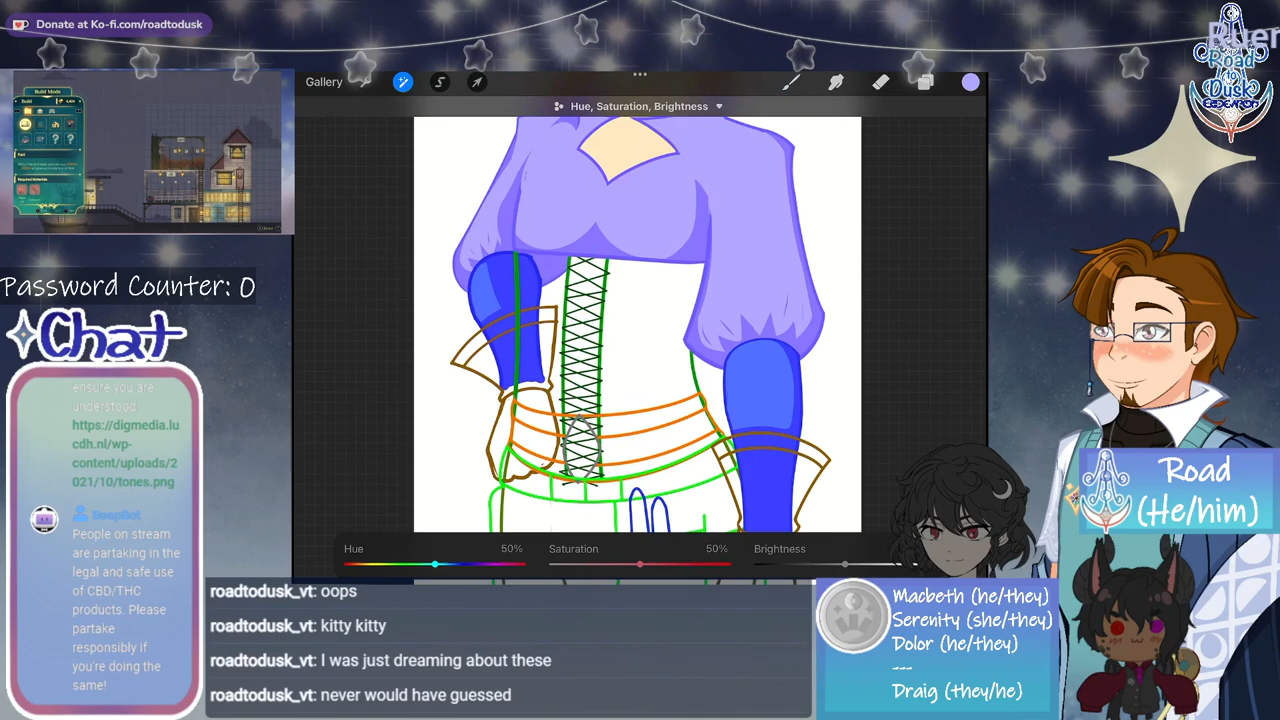 Donate at Ko-fi.com/roadtodusk
Build Mode
Build
Gallery
Hue, Saturation, Brightness
Road
to
Dusk
Password Counter: 0
Chat
ensure you are
understood
https://digmedia.lu
cdh.nl/wp-
content/uploads/2
021/10/tones.png
BeepBot
People on stream
are partaking in the
legal and safe use
of CBD/THC
products. Please
partake
responsibly if
you're doing the
same!
Hue
50%
Saturation
50%
Brightness
roadtodusk_vt: oops
roadtodusk_vt: kitty kitty
roadtodusk_vt: I was just dreaming about these
roadtodusk_vt: never would have guessed
Road
(He/him)
Macbeth (he/they)
Serenity (she/they)
Dolor (he/they)
---
Draig (they/he)